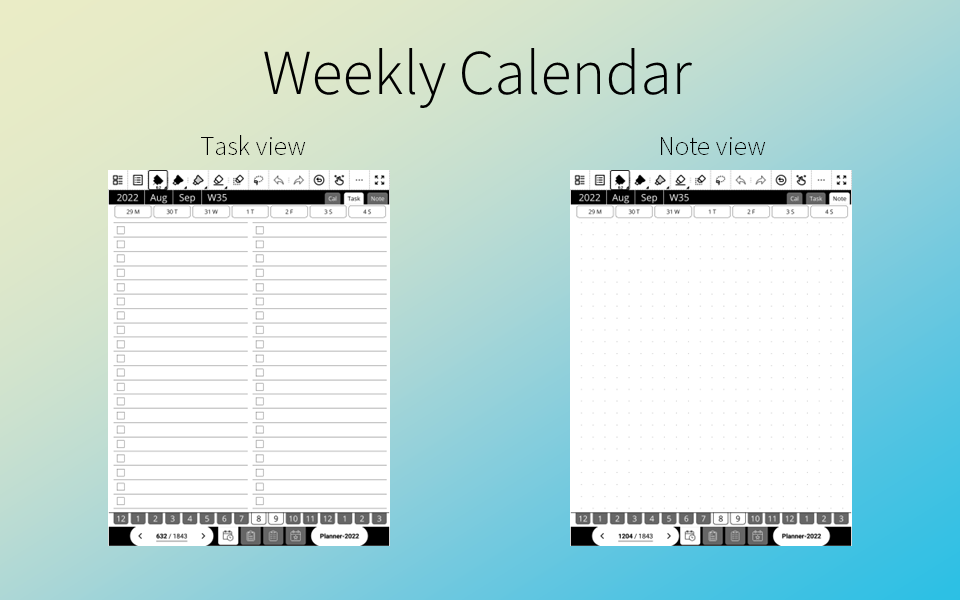 Weekly Calendar
Task view
2022 Aug Sep W35 Cal Task Note
29 M 30 T 31 W 1 T 2 F 3 S 4 S
12 1 2 3 4 5 6 7 8 9 10 11 12 1 2 3
632 / 1843 Planner-2022
Note view
2022 Aug Sep W35 Cal Task Note
29 M 30 T 31 W 1 T 2 F 3 S 4 S
12 1 2 3 4 5 6 7 8 9 10 11 12 1 2 3
1204 / 1843 Planner-2022